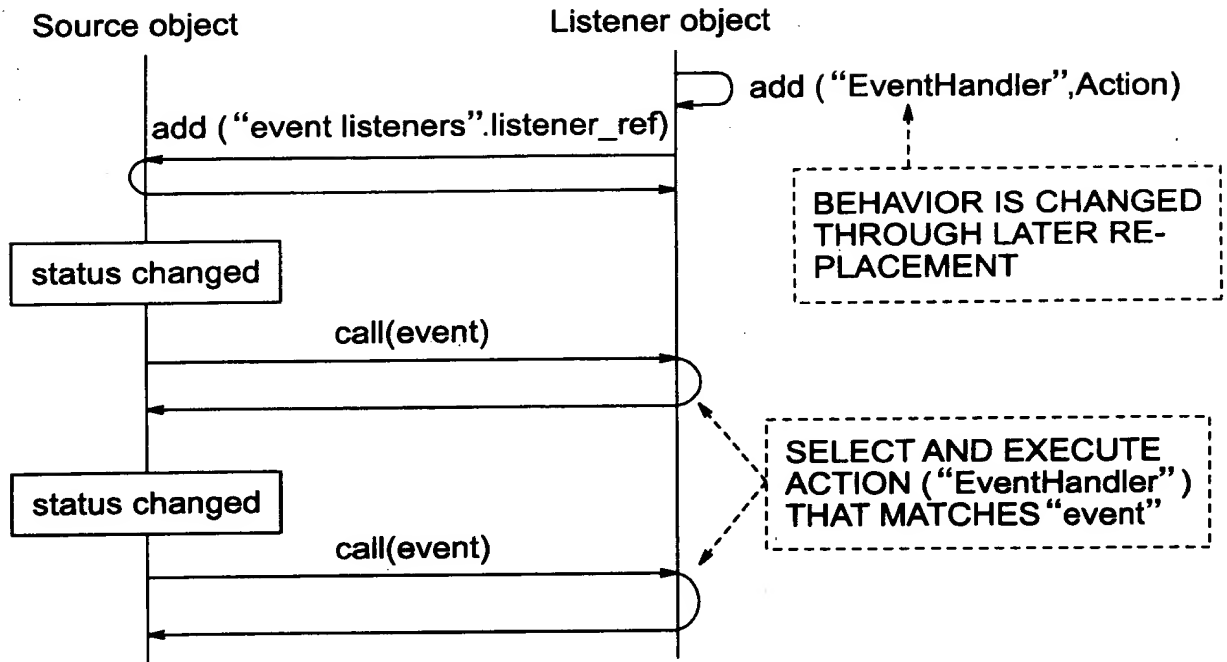 Source object
Listener object
add ("EventHandler",Action)
add ("event listeners".listener_ref)
BEHAVIOR IS CHANGED
THROUGH LATER RE-
PLACEMENT
status changed
call(event)
SELECT AND EXECUTE
ACTION ("EventHandler")
THAT MATCHES "event"
status changed
call(event)